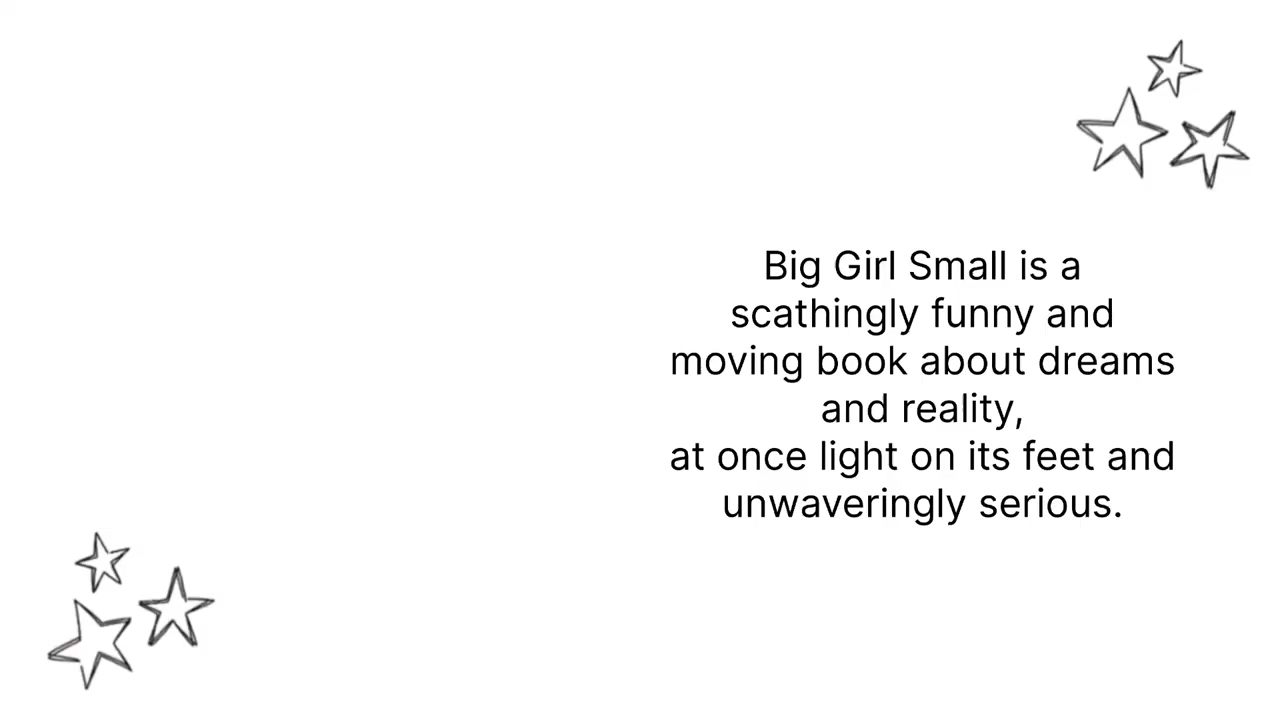 Big Girl Small is a
scathingly funny and
moving book about dreams
and reality,
at once light on its feet and
unwaveringly serious.